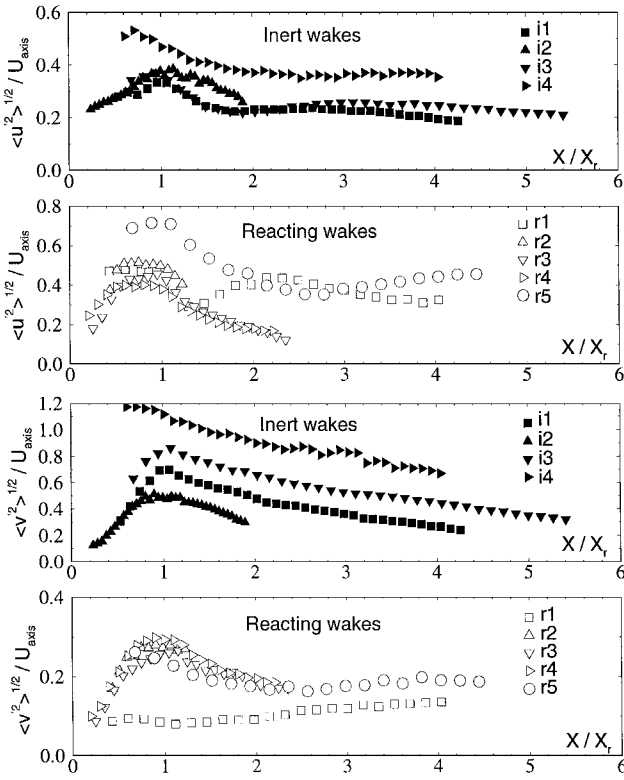 0.6
0.4
0.2
0.0
<u'²>^1/2 / U_axis
Inert wakes
i1
i2
i3
i4
X / X_r
0 1 2 3 4 5 6
0.8
0.6
0.4
0.2
0.0
<u'²>^1/2 / U_axis
Reacting wakes
r1
r2
r3
r4
r5
X / X_r
0 1 2 3 4 5 6
1.2
1.0
0.8
0.6
0.4
0.2
0.0
<v'²>^1/2 / U_axis
Inert wakes
i1
i2
i3
i4
X / X_r
0 1 2 3 4 5 6
0.4
0.2
0.0
<v'²>^1/2 / U_axis
Reacting wakes
r1
r2
r3
r4
r5
X / X_r
0 1 2 3 4 5 6